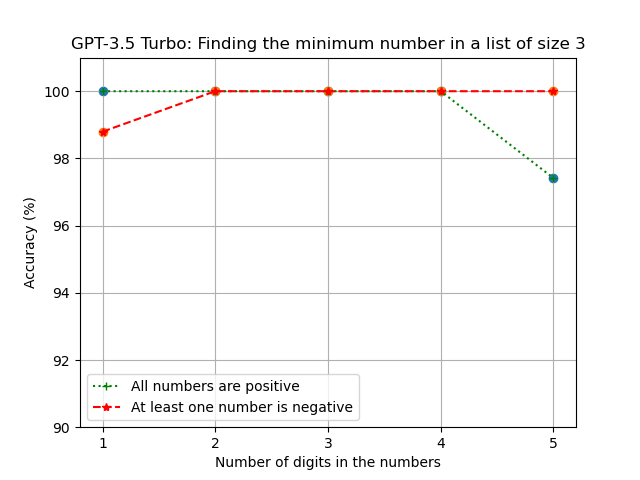 GPT-3.5 Turbo: Finding the minimum number in a list of size 3
Accuracy (%)
100
98
96
94
92
90
All numbers are positive
At least one number is negative
1 2 3 4 5
Number of digits in the numbers